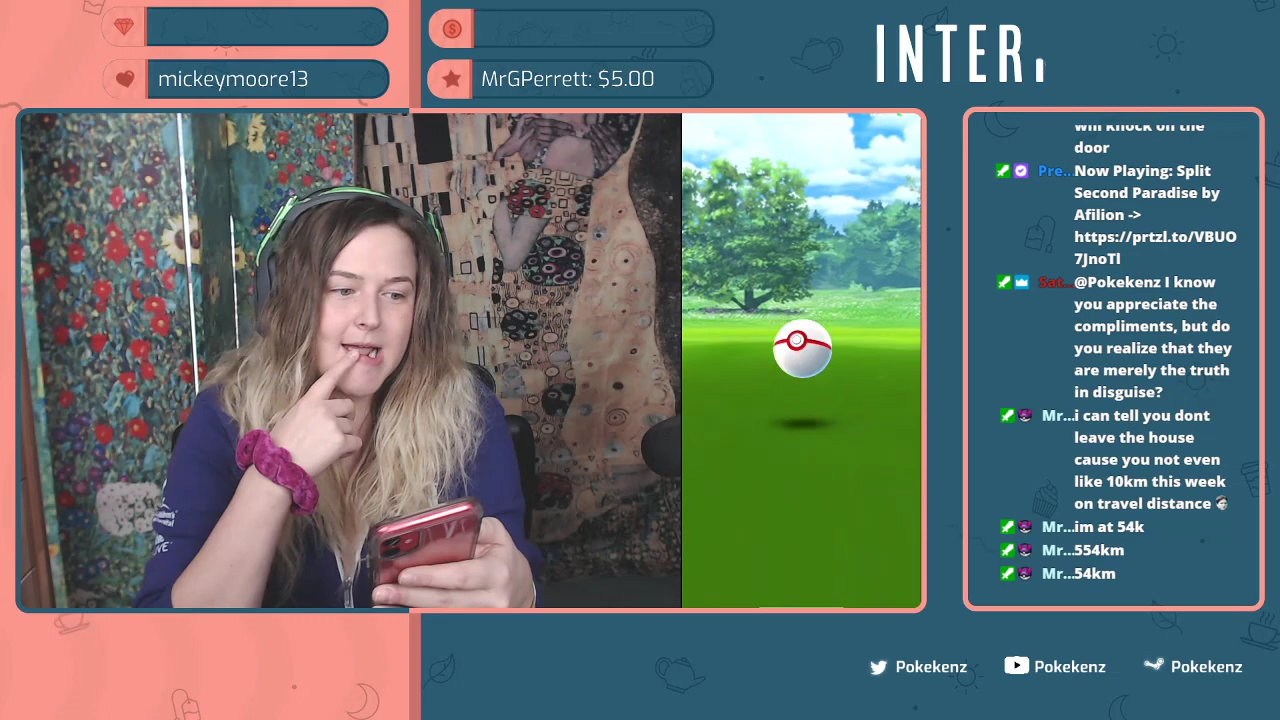 mickeymoore13
MrGPerrett: $5.00
INTER
will knock on the
door
Pre...Now Playing: Split
Second Paradise by
Afilion ->
https://prtzl.to/VBUO
7JnoTI
Sat...@Pokekenz I know
you appreciate the
compliments, but do
you realize that they
are merely the truth
in disguise?
Mr...i can tell you dont
leave the house
cause you not even
like 10km this week
on travel distance
Mr...im at 54k
Mr...554km
Mr...54km
Pokekenz
Pokekenz
Pokekenz